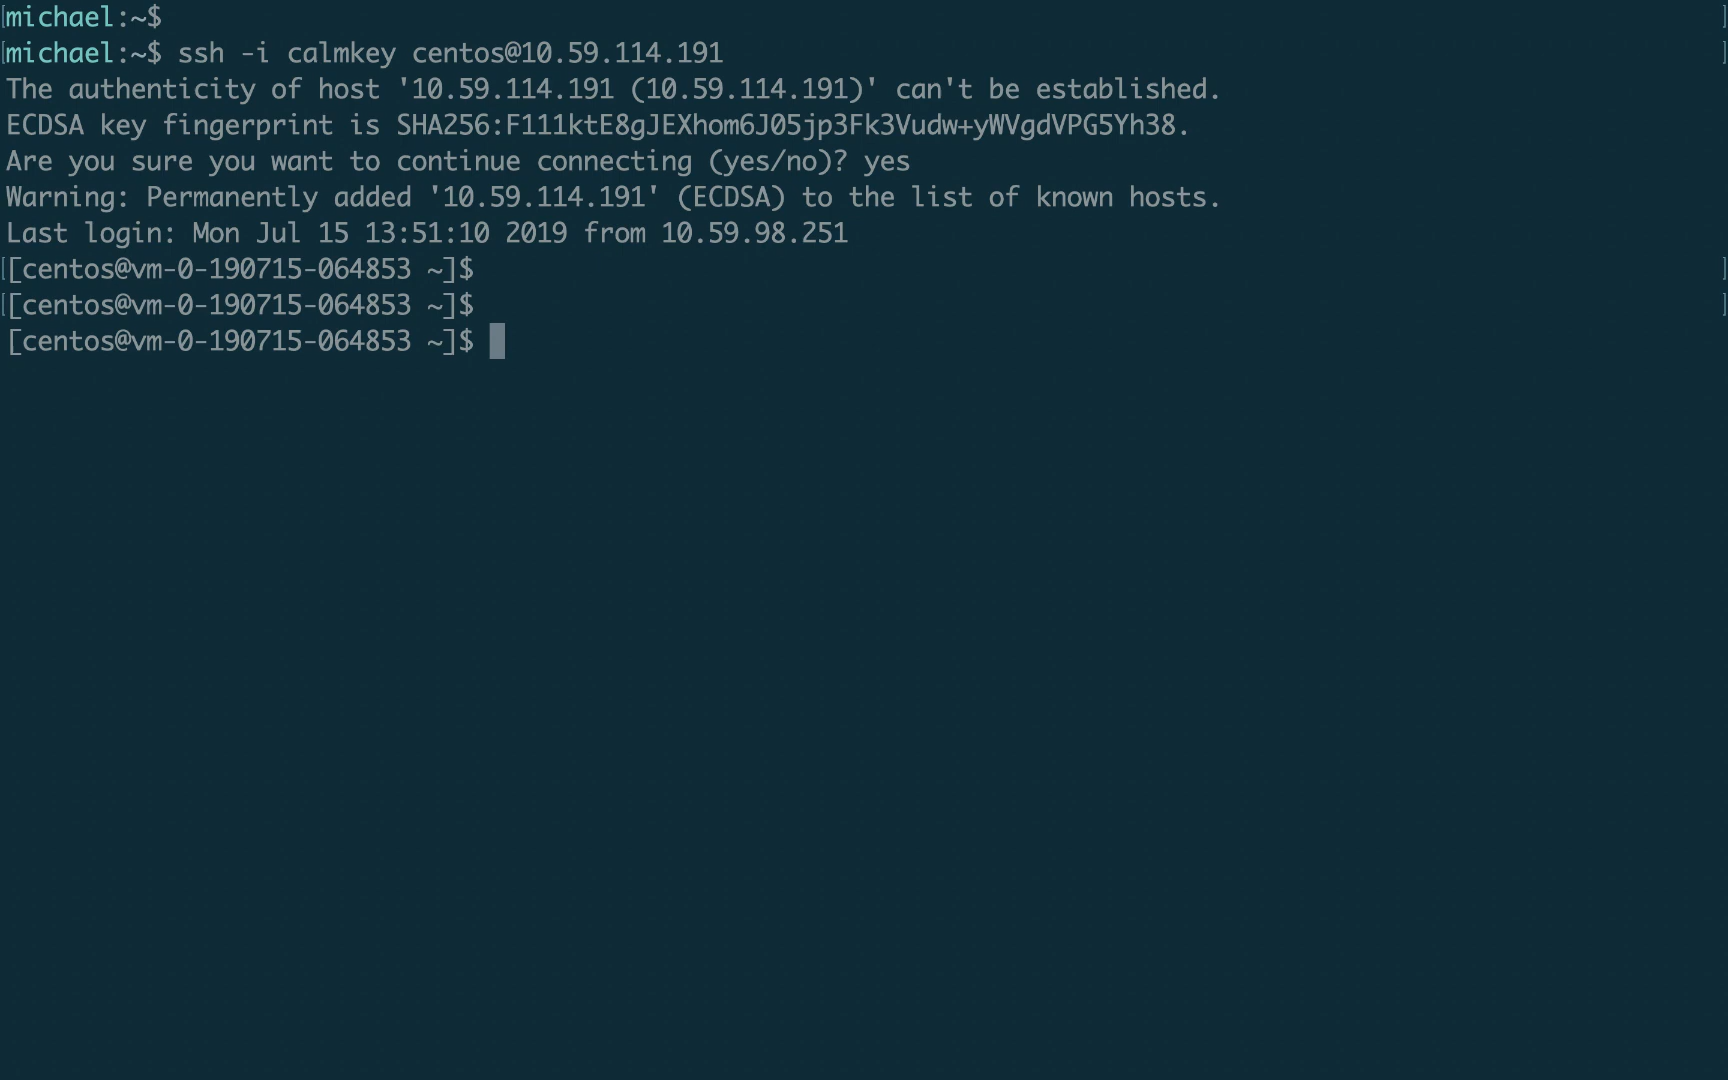 michael:~$
michael:~$ ssh -i calmkey centos@10.59.114.191
The authenticity of host '10.59.114.191 (10.59.114.191)' can't be established.
ECDSA key fingerprint is SHA256:F111ktE8gJEXhom6J05jp3Fk3Vudw+yWVgdVPG5Yh38.
Are you sure you want to continue connecting (yes/no)? yes
Warning: Permanently added '10.59.114.191' (ECDSA) to the list of known hosts.
Last login: Mon Jul 15 13:51:10 2019 from 10.59.98.251
[centos@vm-0-190715-064853 ~]$
[centos@vm-0-190715-064853 ~]$
[centos@vm-0-190715-064853 ~]$